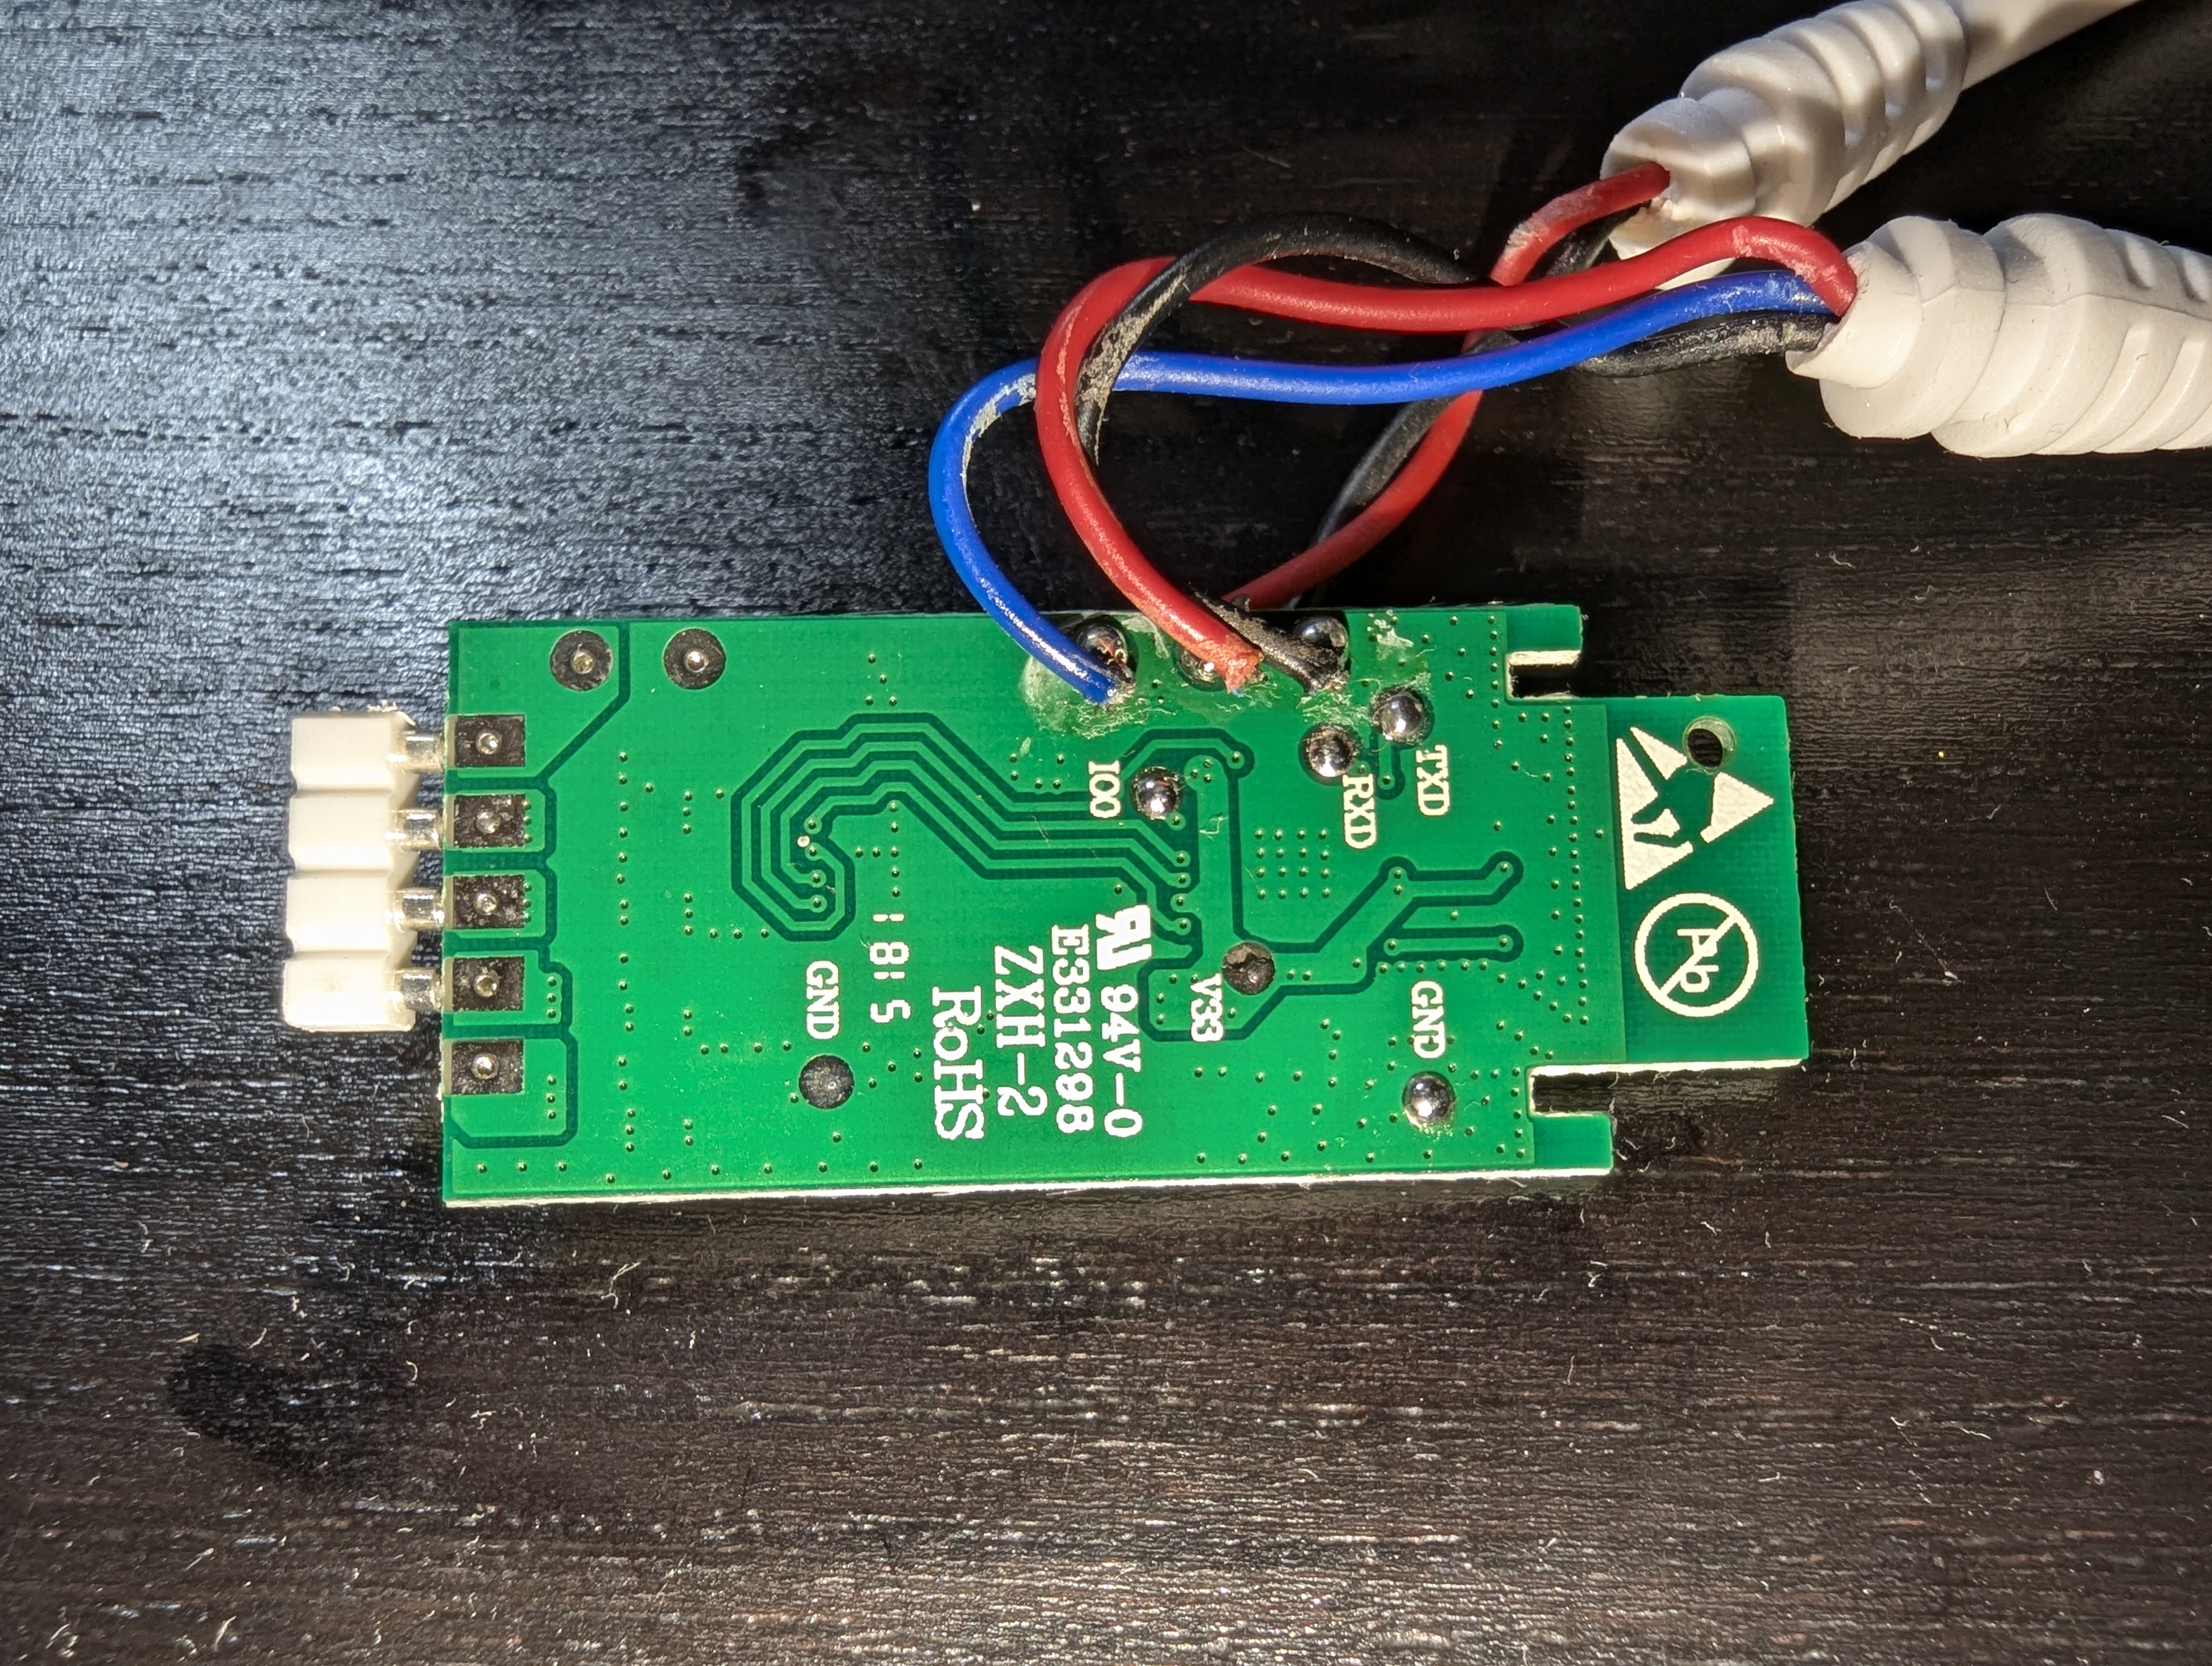 Pb
TXD
GND
RXD
V33
IO0
94V-0
E331298
ZXH-2
RoHS
1815
GND